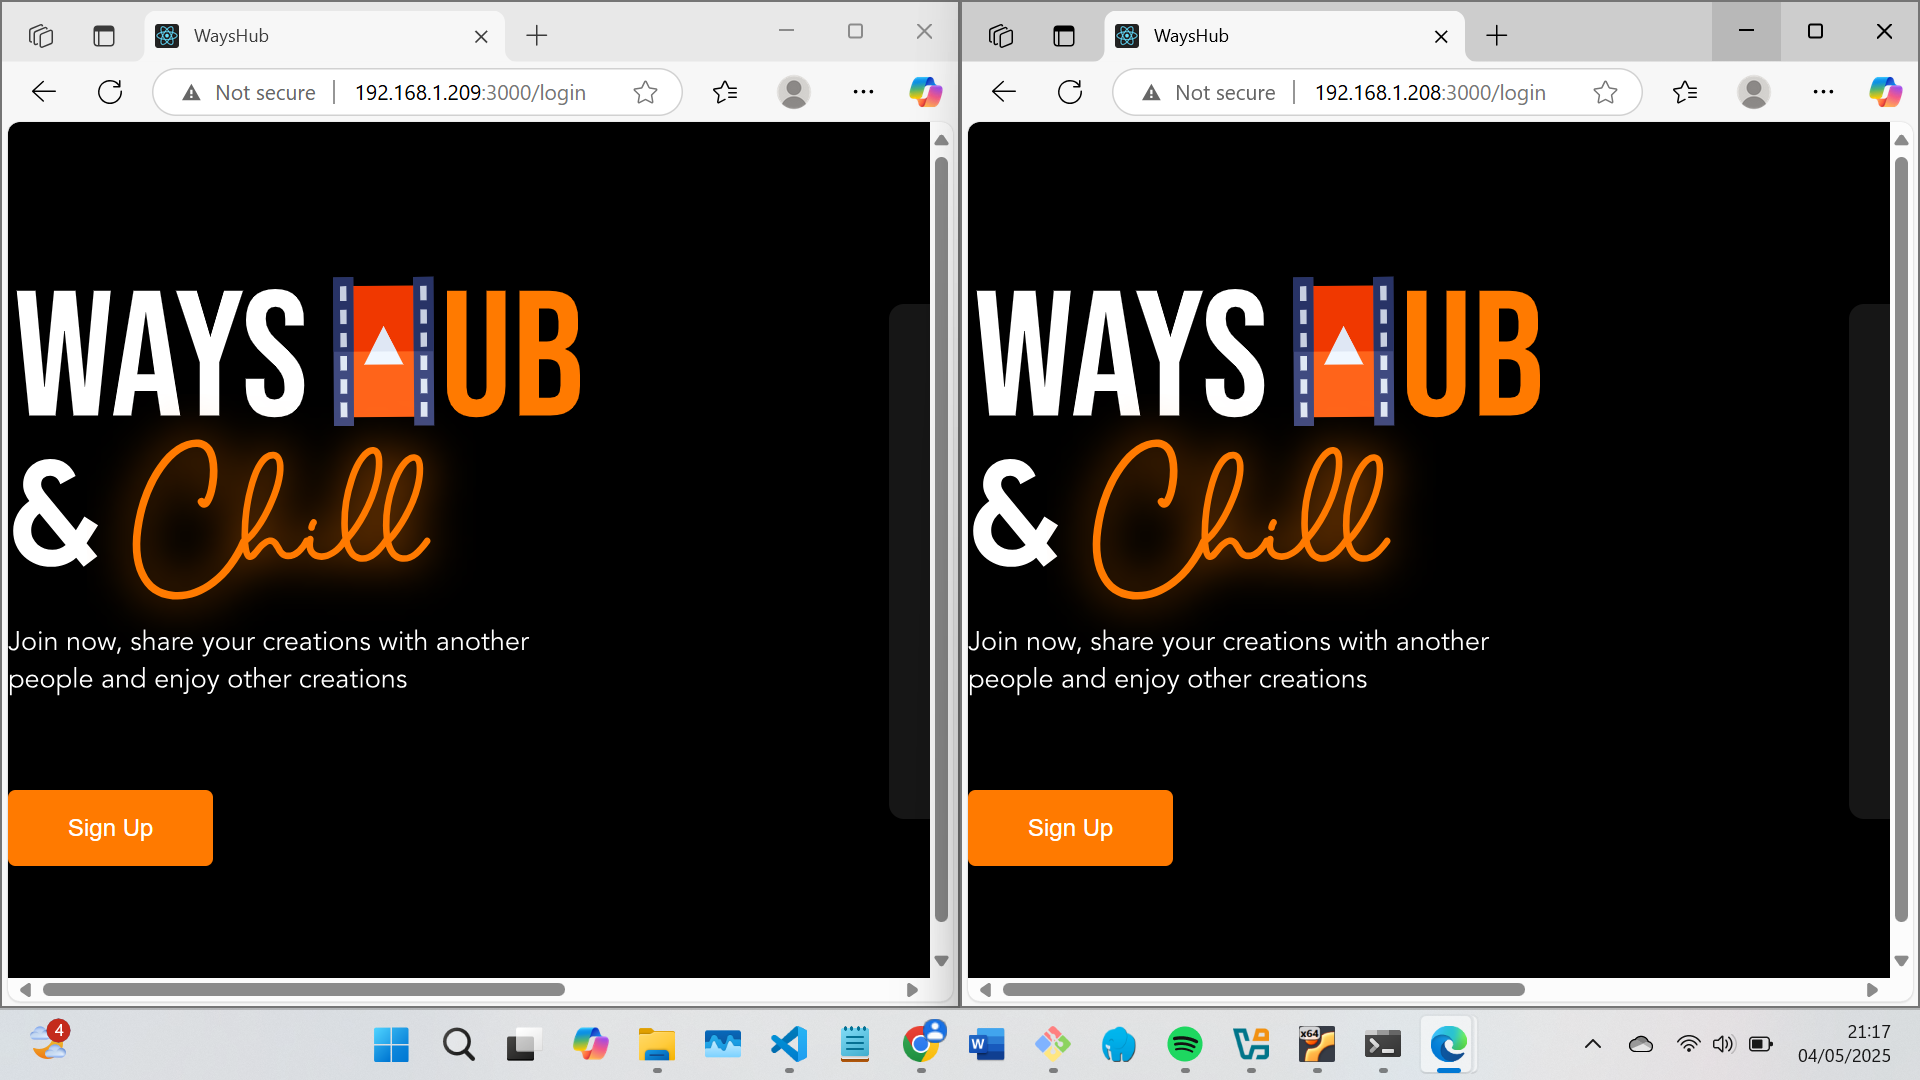 WaysHub
Not secure
192.168.1.209:3000/login
WAYS UB
& Chill
Join now, share your creations with another
people and enjoy other creations
Sign Up
WaysHub
Not secure
192.168.1.208:3000/login
WAYS UB
& Chill
Join now, share your creations with another
people and enjoy other creations
Sign Up
4
W
x64
21:17
04/05/2025